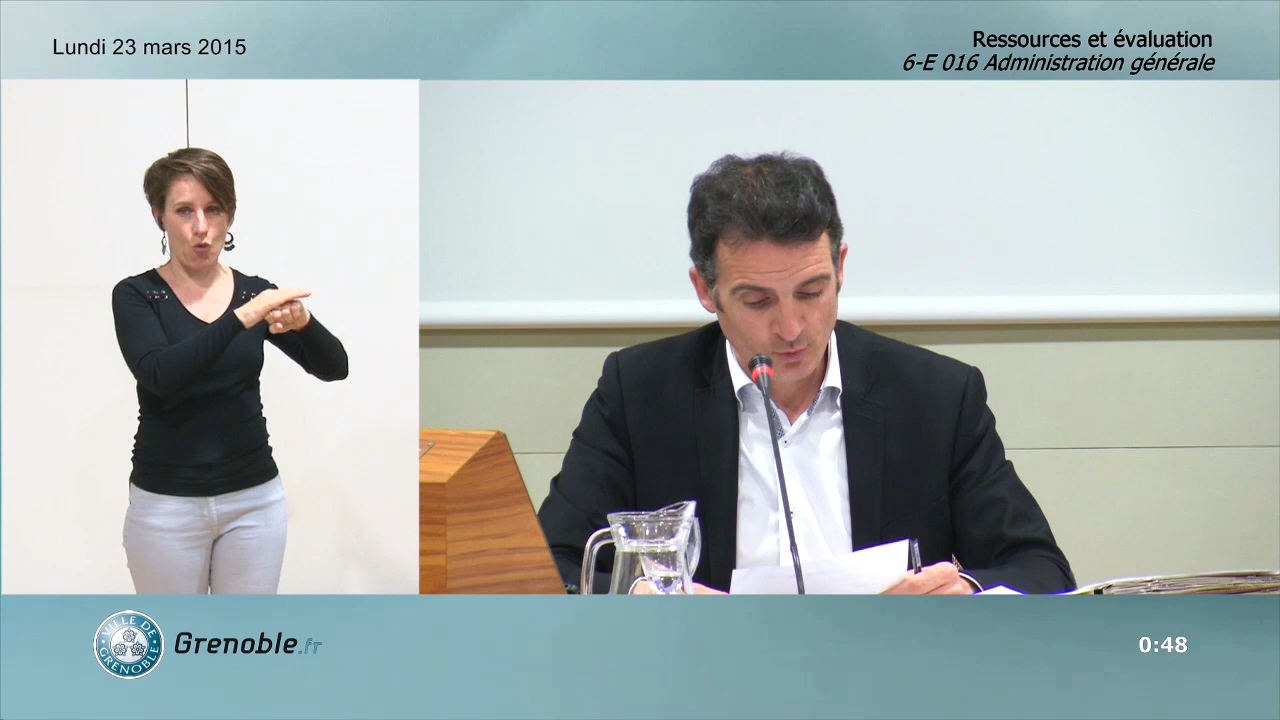 Lundi 23 mars 2015
Ressources et évaluation
6-E 016 Administration générale
VILLE DE
GRENOBLE
Grenoble.fr
0:48